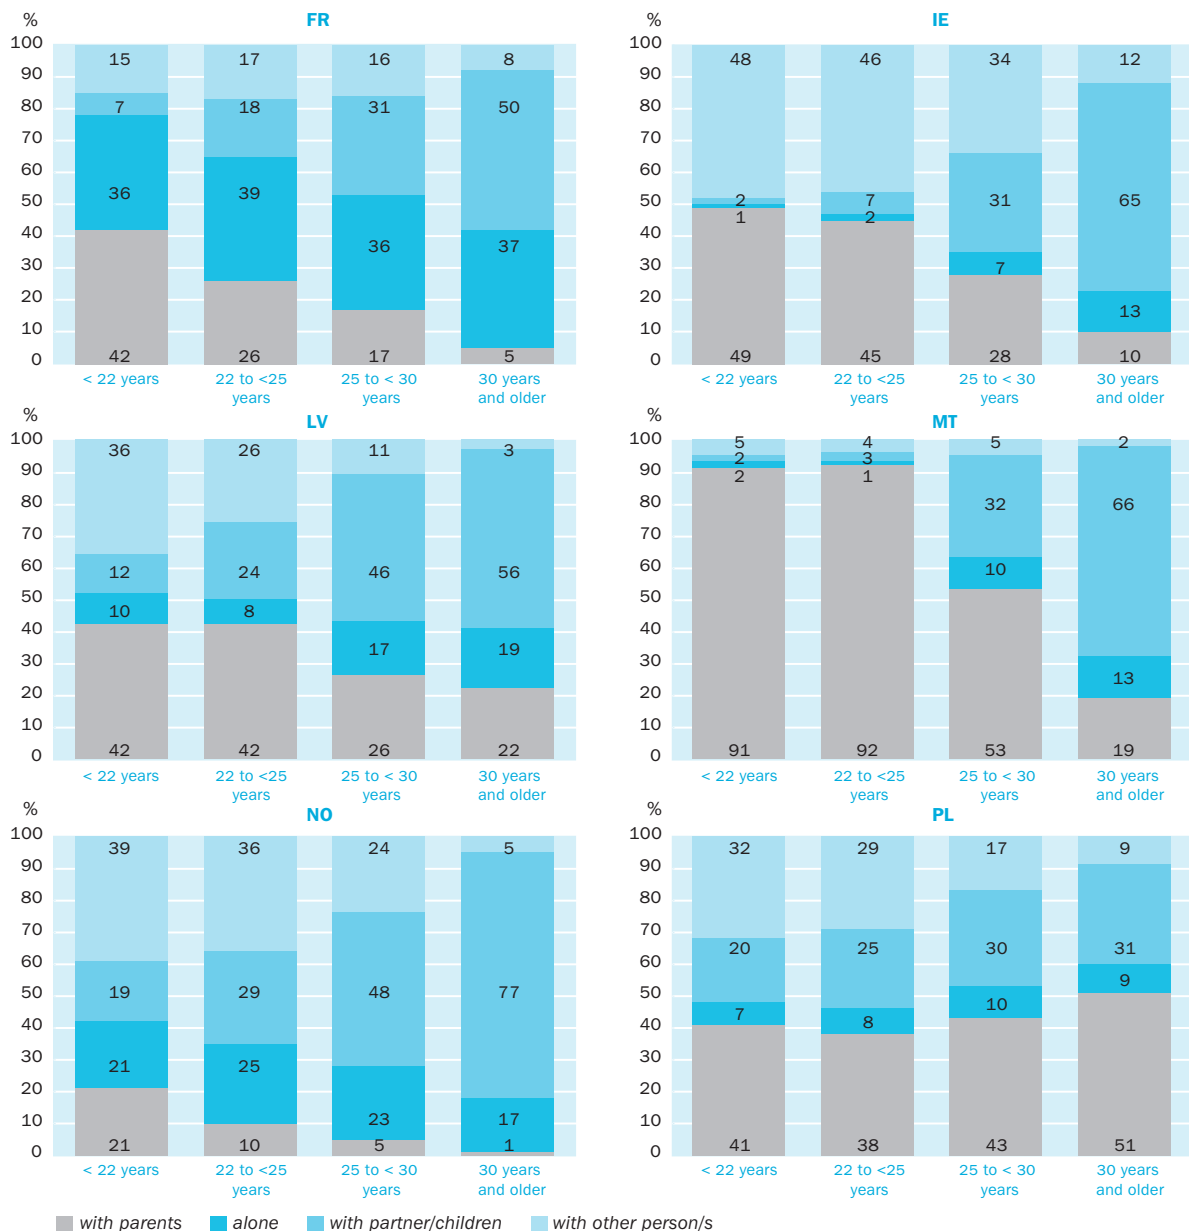 % FR
100
90
80
70
60
50
40
30
20
10
0
15 17 16 8
7 18 31 50
36 39 36 37
42 26 17 5
< 22 years 22 to <25 years 25 to < 30 years 30 years and older
% IE
100
90
80
70
60
50
40
30
20
10
0
48 46 34 12
2 7 31 65
1 2 7 13
49 45 28 10
< 22 years 22 to <25 years 25 to < 30 years 30 years and older
% LV
100
90
80
70
60
50
40
30
20
10
0
36 26 11 3
12 24 46 56
10 8 17 19
42 42 26 22
< 22 years 22 to <25 years 25 to < 30 years 30 years and older
% MT
100
90
80
70
60
50
40
30
20
10
0
5 4 5 2
2 3 32 66
2 1 10 13
91 92 53 19
< 22 years 22 to <25 years 25 to < 30 years 30 years and older
% NO
100
90
80
70
60
50
40
30
20
10
0
39 36 24 5
19 29 48 77
21 25 23 17
21 10 5 1
< 22 years 22 to <25 years 25 to < 30 years 30 years and older
% PL
100
90
80
70
60
50
40
30
20
10
0
32 29 17 9
20 25 30 31
7 8 10 9
41 38 43 51
< 22 years 22 to <25 years 25 to < 30 years 30 years and older
with parents alone with partner/children with other person/s